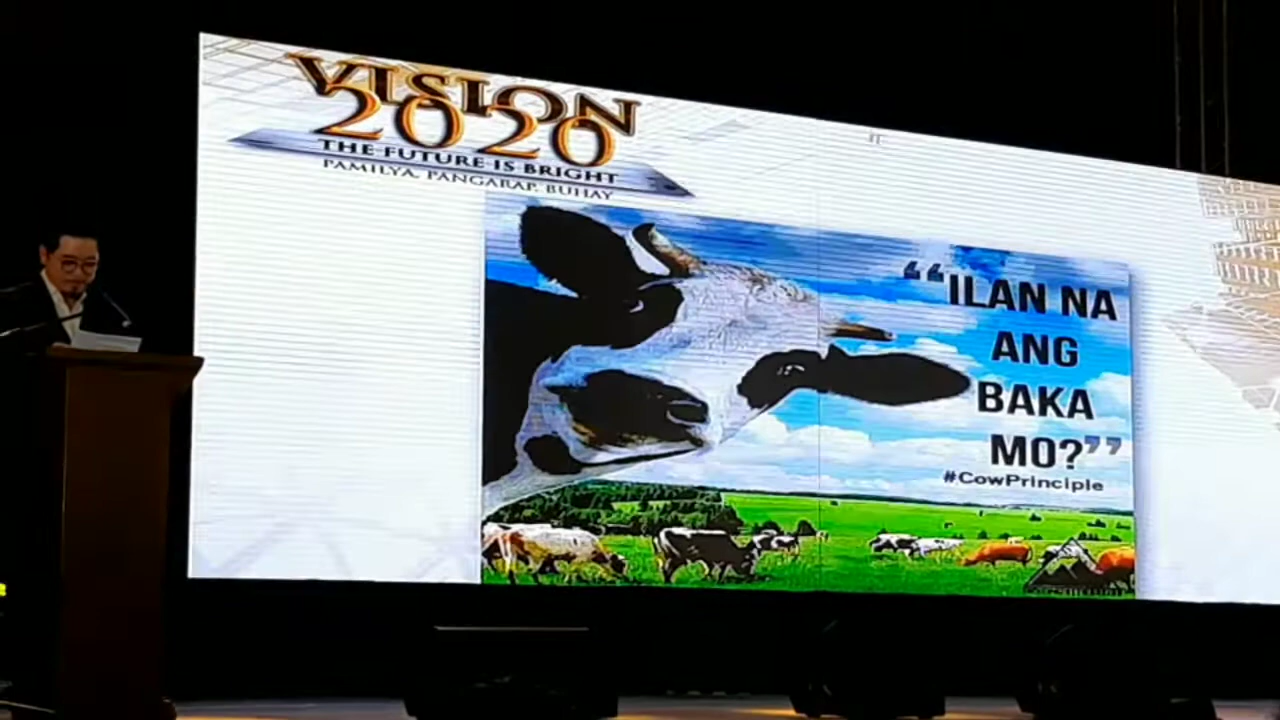 VISION
2020
THE FUTURE IS BRIGHT
PAMILYA. PANGARAP. BUHAY
“ILAN NA
ANG
BAKA
MO?”
#CowPrinciple